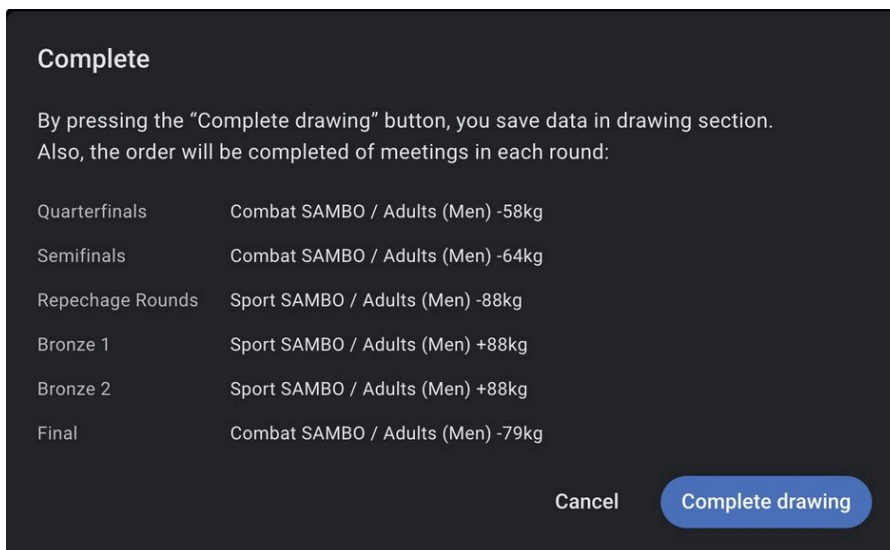 Complete
By pressing the “Complete drawing” button, you save data in drawing section.
Also, the order will be completed of meetings in each round:
Quarterfinals Combat SAMBO / Adults (Men) -58kg
Semifinals Combat SAMBO / Adults (Men) -64kg
Repechage Rounds Sport SAMBO / Adults (Men) -88kg
Bronze 1 Sport SAMBO / Adults (Men) +88kg
Bronze 2 Sport SAMBO / Adults (Men) +88kg
Final Combat SAMBO / Adults (Men) -79kg
Cancel Complete drawing